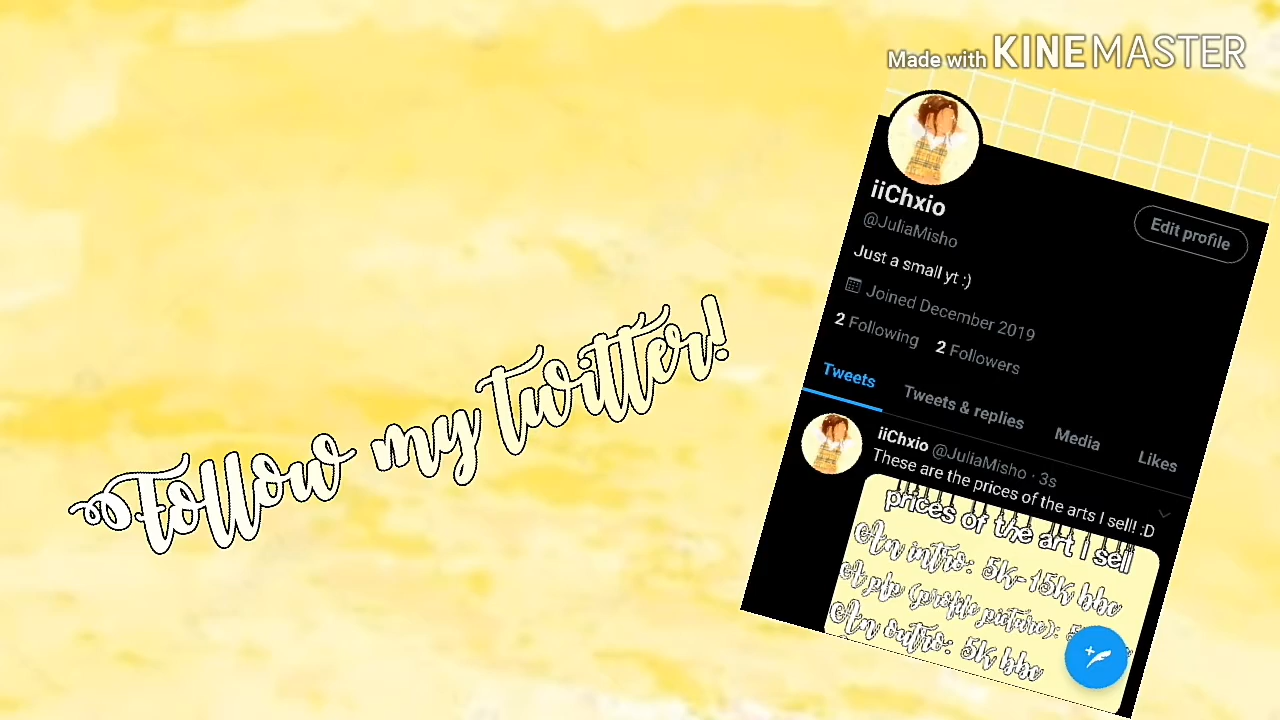 Made with KINEMASTER
Follow my twitter!
iiChxio
Edit profile
@JuliaMisho
Just a small yt :)
Joined December 2019
2 Following 2 Followers
Tweets Tweets & replies Media Likes
iiChxio @JuliaMisho · 3s
These are the prices of the arts I sell! :D
prices of the art i sell
An intro: 5k-15k bbc
A pfp (profile picture):
An outro: 5k bbc